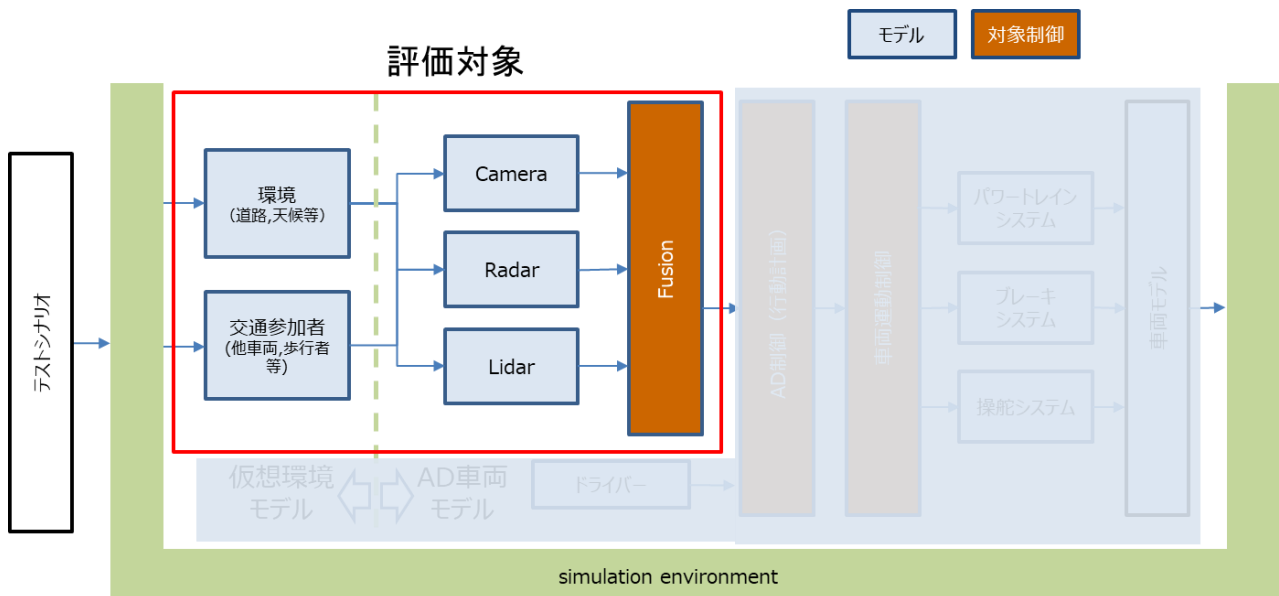 モデル
対象制御
評価対象
テストシナリオ
環境
(道路,天候等)
交通参加者
(他車両,歩行者
等)
Camera
Radar
Lidar
Fusion
AD制御(行動計画)
車両運動制御
パワートレイン
システム
ブレーキ
システム
操舵システム
車両モデル
仮想環境
モデル
AD車両
モデル
ドライバー
simulation environment